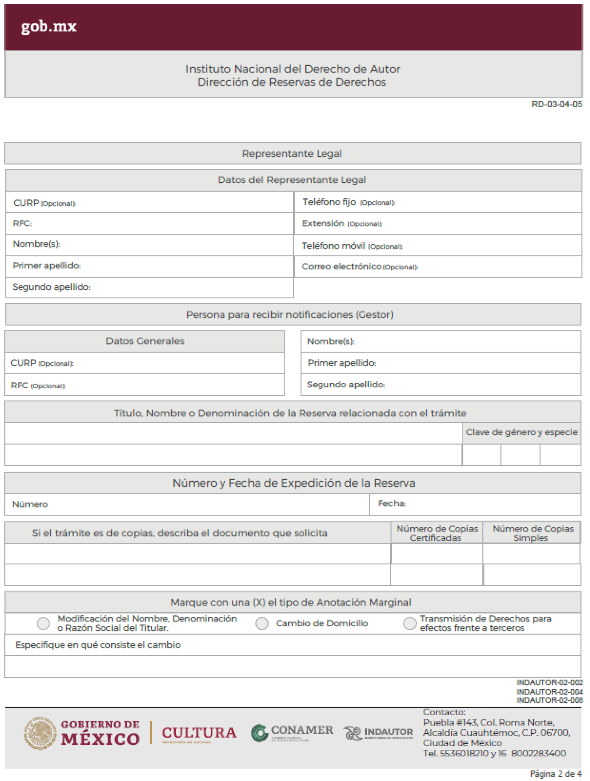 gob.mx
Instituto Nacional del Derecho de Autor
Dirección de Reservas de Derechos
RD-03-04-05
Representante Legal
Datos del Representante Legal
CURP (Opcional):
Teléfono fijo (Opcional):
RFC:
Extensión (Opcional):
Nombre(s):
Teléfono móvil (Opcional):
Primer apellido:
Correo electrónico (Opcional):
Segundo apellido:
Persona para recibir notificaciones (Gestor)
Datos Generales
Nombre(s):
CURP (Opcional):
Primer apellido:
RFC (Opcional):
Segundo apellido:
Título, Nombre o Denominación de la Reserva relacionada con el trámite
Clave de género y especie
Número y Fecha de Expedición de la Reserva
Número
Fecha:
Si el trámite es de copias, describa el documento que solicita
Número de Copias
Certificadas
Número de Copias
Simples
Marque con una (X) el tipo de Anotación Marginal
Modificación del Nombre, Denominación
o Razón Social del Titular.
Cambio de Domicilio
Transmisión de Derechos para
efectos frente a terceros
Especifique en qué consiste el cambio
INDAUTOR-02-002
INDAUTOR-02-004
INDAUTOR-02-005
GOBIERNO DE
MÉXICO
CULTURA
SECRETARÍA DE CULTURA
CONAMER
INDAUTOR
Contacto:
Puebla #143, Col. Roma Norte,
Alcaldía Cuauhtémoc, C.P. 06700,
Ciudad de México
Tel. 5536018210 y 16 8002283400
Página 2 de 4